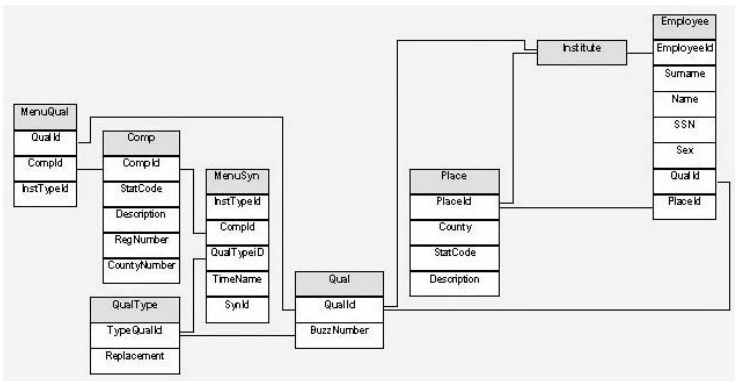 Employee
EmployeeId
Surname
Name
SSN
Sex
QualId
PlaceId
Institute
MenuQual
QualId
CompId
InstTypeId
Comp
CompId
StatCode
Description
RegNumber
CountyNumber
MenuSyn
InstTypeId
CompId
QualTypeiD
TimeName
SynId
Place
PlaceId
County
StatCode
Description
QualType
TypeQualId
Replacement
Qual
QualId
BuzzNumber